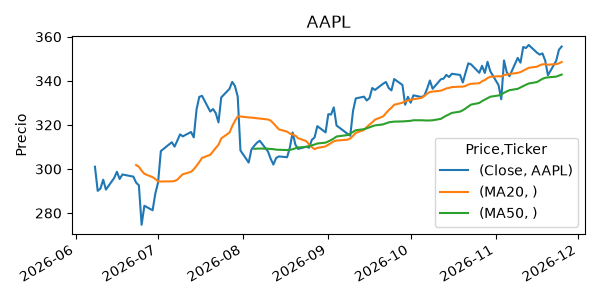 AAPL
360
340
320
300
280
Precio
Price,Ticker
(Close, AAPL)
(MA20, )
(MA50, )
2026-06
2026-07
2026-08
2026-09
2026-10
2026-11
2026-12